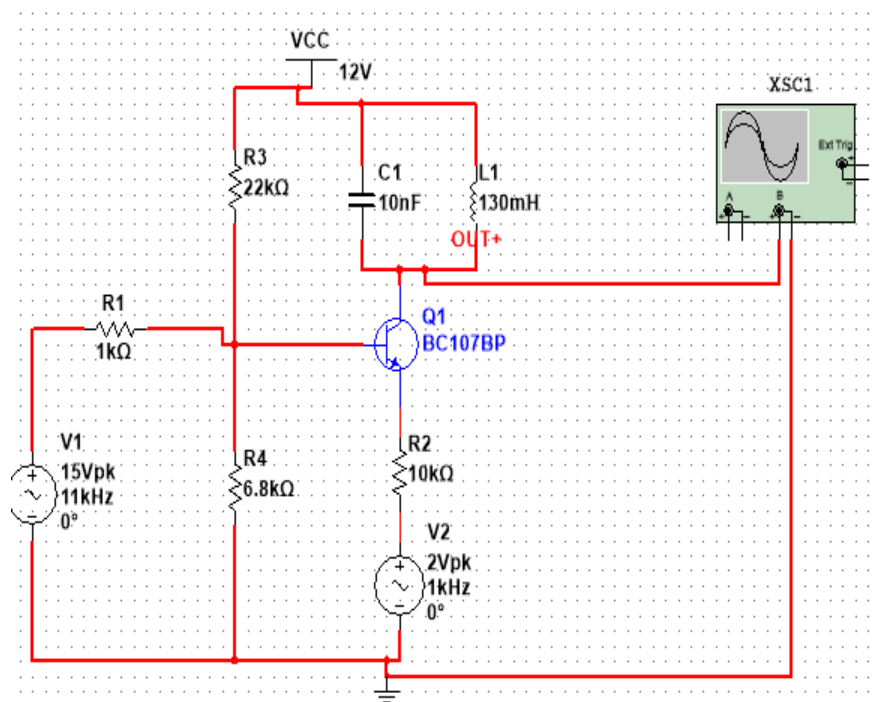 VCC
12V
XSC1
Ext Trig
+
−
A
B
+
−
+
−
R3
22kΩ
C1
10nF
L1
130mH
OUT+
R1
1kΩ
Q1
BC107BP
V1
15Vpk
11kHz
0°
+
−
R4
6.8kΩ
R2
10kΩ
V2
2Vpk
1kHz
0°
+
−